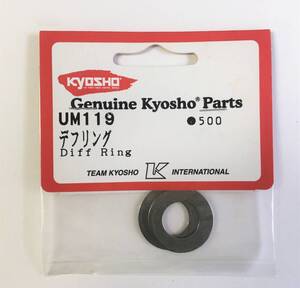 KYOSHO
Genuine Kyosho® Parts
UM119 ●500
デフリング
Diff Ring
TEAM KYOSHO K INTERNATIONAL